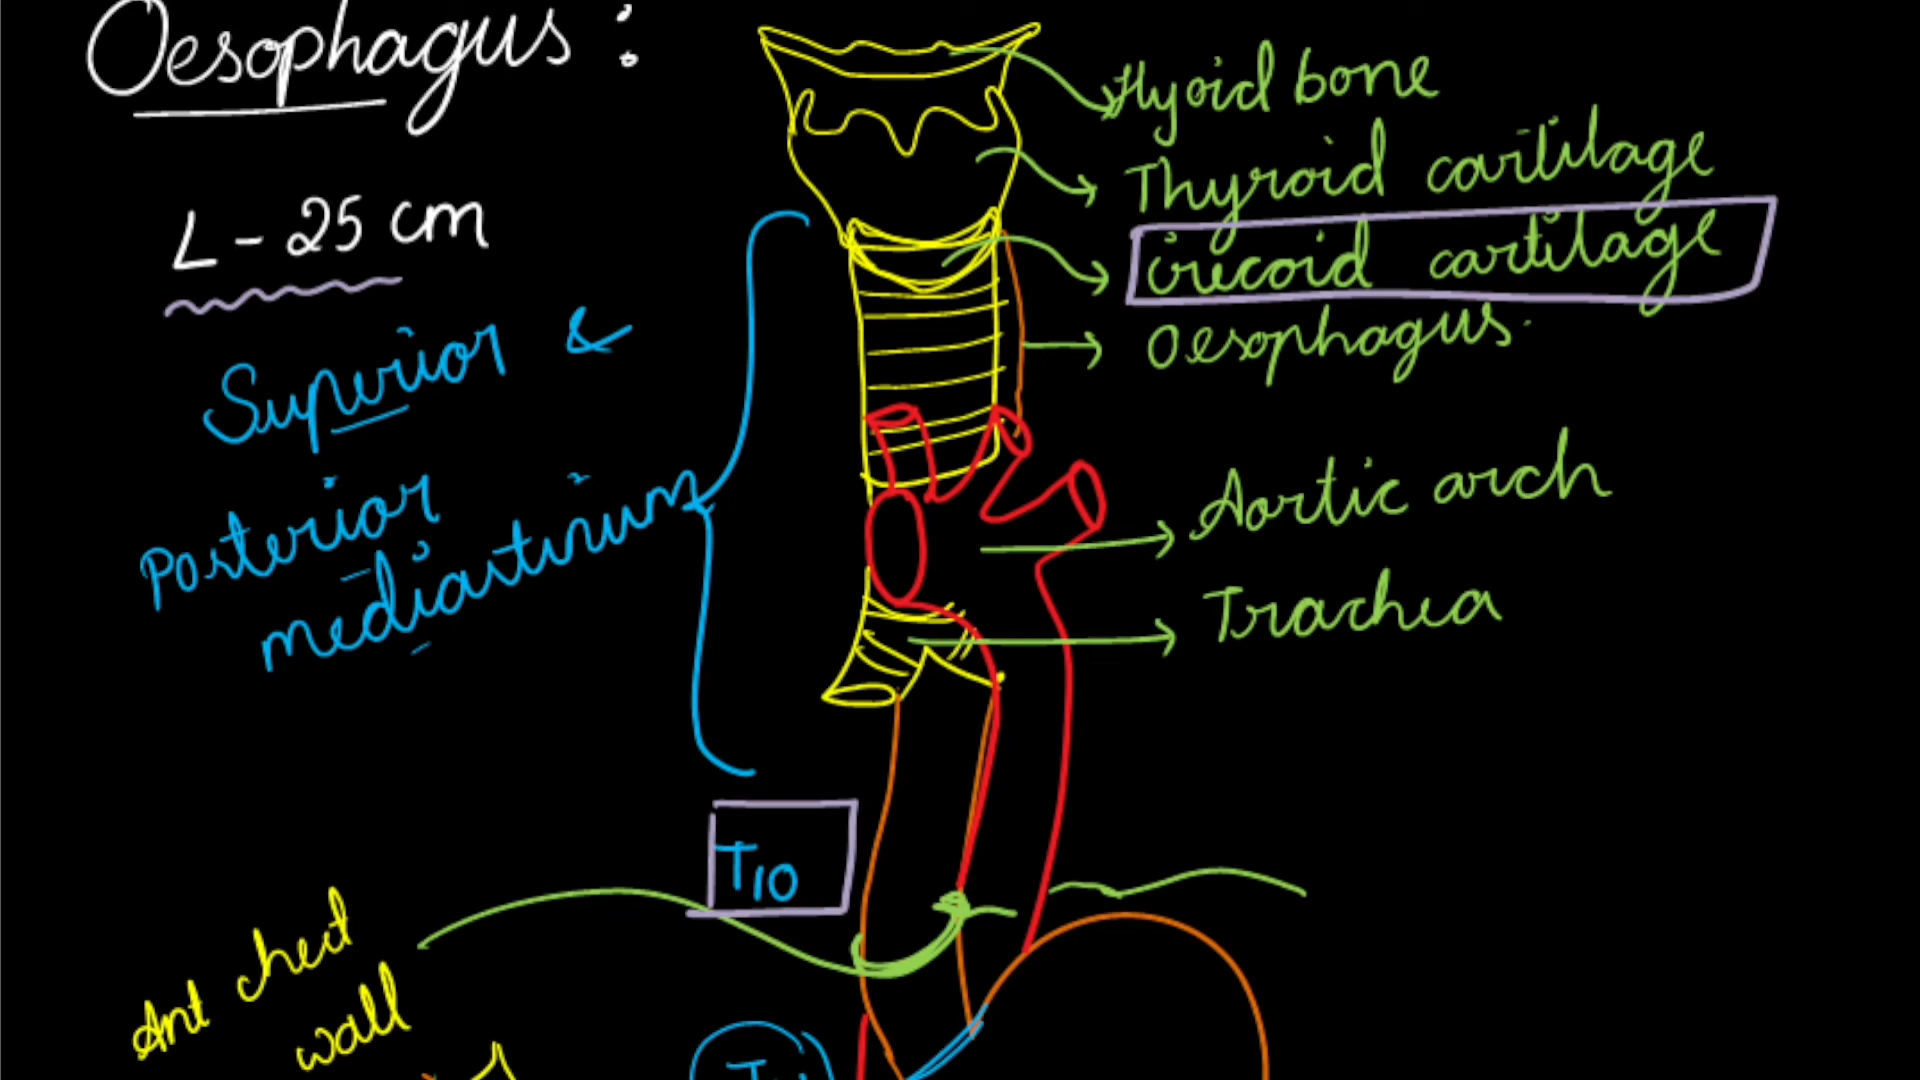 Oesophagus :
L - 25 cm
Superior &
Posterior
mediastinum
Hyoid bone
Thyroid cartilage
cricoid cartilage
Oesophagus.
Aortic arch
Trachea
T10
Ant chest
wall